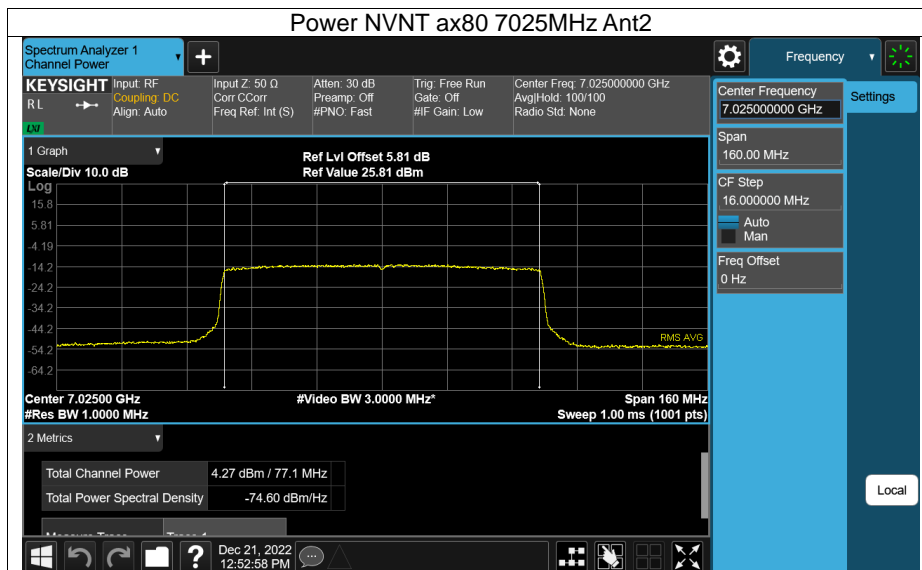 Power NVNT ax80 7025MHz Ant2
Spectrum Analyzer 1
Channel Power
Frequency
KEYSIGHT
RL
LXI
Input: RF
Coupling: DC
Align: Auto
Input Z: 50 Ω
Corr CCorr
Freq Ref: Int (S)
Atten: 30 dB
Preamp: Off
#PNO: Fast
Trig: Free Run
Gate: Off
#IF Gain: Low
Center Freq: 7.025000000 GHz
Avg|Hold: 100/100
Radio Std: None
1 Graph
Scale/Div 10.0 dB
Ref Lvl Offset 5.81 dB
Ref Value 25.81 dBm
Log
15.8
5.81
-4.19
-14.2
-24.2
-34.2
-44.2
-54.2
-64.2
RMS AVG
Center 7.02500 GHz
#Video BW 3.0000 MHz*
Span 160 MHz
#Res BW 1.0000 MHz
Sweep 1.00 ms (1001 pts)
2 Metrics
Total Channel Power 4.27 dBm / 77.1 MHz
Total Power Spectral Density -74.60 dBm/Hz
Measure Trace Trace 1
?
Dec 21, 2022
12:52:58 PM
Center Frequency
7.025000000 GHz
Settings
Span
160.00 MHz
CF Step
16.000000 MHz
Auto
Man
Freq Offset
0 Hz
Local